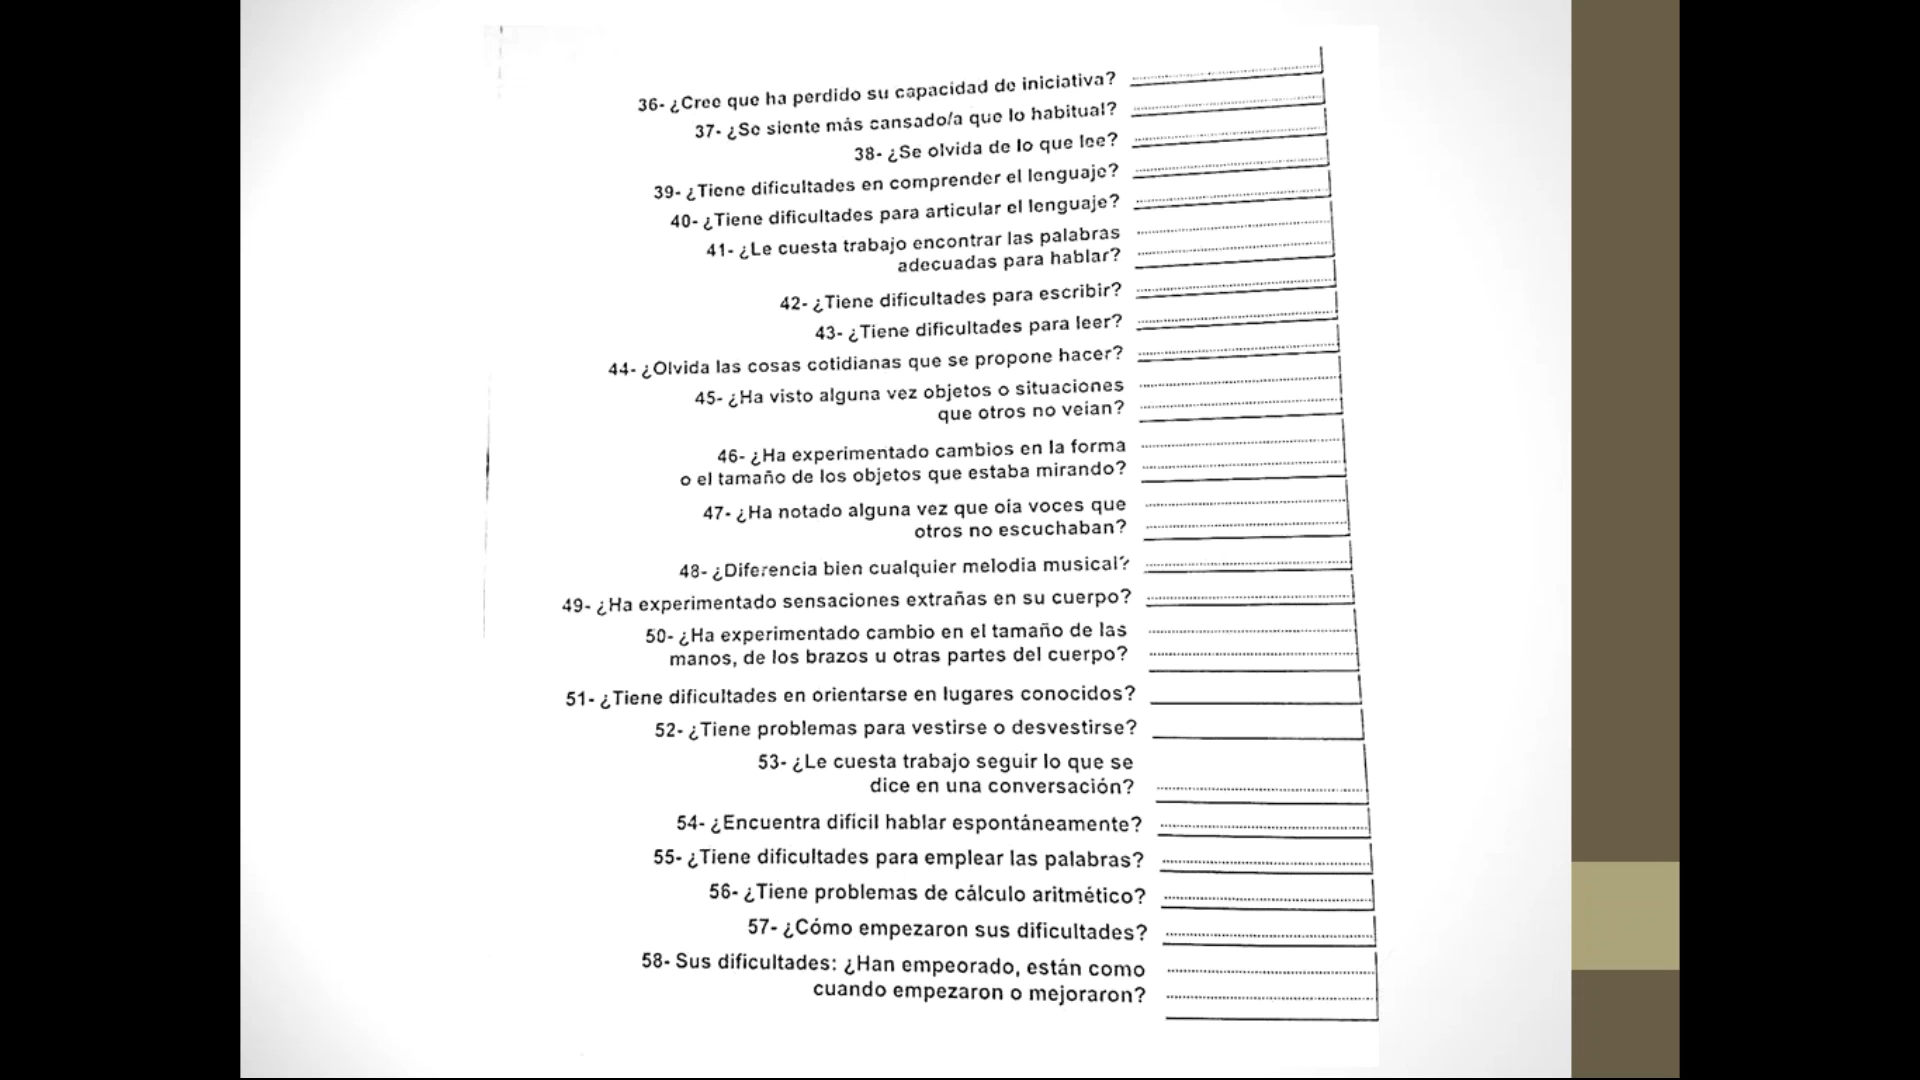 36- ¿Cree que ha perdido su capacidad de iniciativa?
37- ¿Se siente más cansado/a que lo habitual?
38- ¿Se olvida de lo que lee?
39- ¿Tiene dificultades en comprender el lenguaje?
40- ¿Tiene dificultades para articular el lenguaje?
41- ¿Le cuesta trabajo encontrar las palabras
adecuadas para hablar?
42- ¿Tiene dificultades para escribir?
43- ¿Tiene dificultades para leer?
44- ¿Olvida las cosas cotidianas que se propone hacer?
45- ¿Ha visto alguna vez objetos o situaciones
que otros no veían?
46- ¿Ha experimentado cambios en la forma
o el tamaño de los objetos que estaba mirando?
47- ¿Ha notado alguna vez que oía voces que
otros no escuchaban?
48- ¿Diferencia bien cualquier melodia musical?
49- ¿Ha experimentado sensaciones extrañas en su cuerpo?
50- ¿Ha experimentado cambio en el tamaño de las
manos, de los brazos u otras partes del cuerpo?
51- ¿Tiene dificultades en orientarse en lugares conocidos?
52- ¿Tiene problemas para vestirse o desvestirse?
53- ¿Le cuesta trabajo seguir lo que se
dice en una conversación?
54- ¿Encuentra dificil hablar espontáneamente?
55- ¿Tiene dificultades para emplear las palabras?
56- ¿Tiene problemas de cálculo aritmético?
57- ¿Cómo empezaron sus dificultades?
58- Sus dificultades: ¿Han empeorado, están como
cuando empezaron o mejoraron?